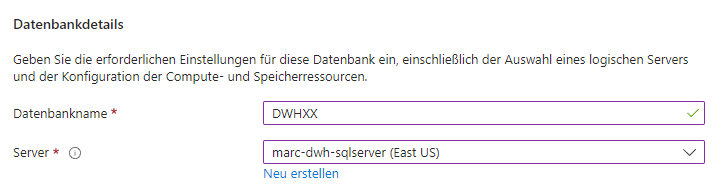 Datenbankdetails
Geben Sie die erforderlichen Einstellungen für diese Datenbank ein, einschließlich der Auswahl eines logischen Servers
und der Konfiguration der Compute- und Speicherressourcen.
Datenbankname *
DWHXX
Server *
marc-dwh-sqlserver (East US)
Neu erstellen